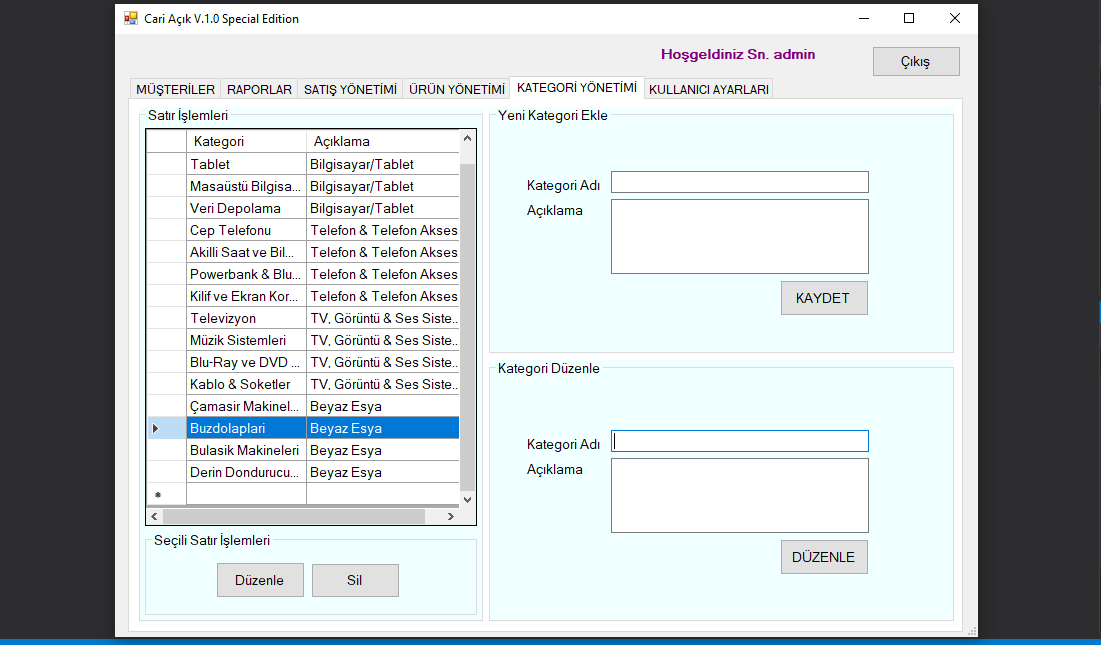 Cari Açık V.1.0 Special Edition
Hoşgeldiniz Sn. admin
Çıkış
MÜŞTERİLER RAPORLAR SATIŞ YÖNETİMİ ÜRÜN YÖNETİMİ KATEGORİ YÖNETİMİ KULLANICI AYARLARI
Satır İşlemleri
Kategori Açıklama
Tablet Bilgisayar/Tablet
Masaüstü Bilgisa... Bilgisayar/Tablet
Veri Depolama Bilgisayar/Tablet
Cep Telefonu Telefon & Telefon Akses
Akilli Saat ve Bil... Telefon & Telefon Akses
Powerbank & Blu... Telefon & Telefon Akses
Kilif ve Ekran Kor... Telefon & Telefon Akses
Televizyon TV, Görüntü & Ses Siste..
Müzik Sistemleri TV, Görüntü & Ses Siste..
Blu-Ray ve DVD ... TV, Görüntü & Ses Siste..
Kablo & Soketler TV, Görüntü & Ses Siste..
Çamasir Makinel... Beyaz Esya
Buzdolaplari Beyaz Esya
Bulasik Makineleri Beyaz Esya
Derin Dondurucu... Beyaz Esya
Seçili Satır İşlemleri
Düzenle Sil
Yeni Kategori Ekle
Kategori Adı
Açıklama
KAYDET
Kategori Düzenle
Kategori Adı
Açıklama
DÜZENLE